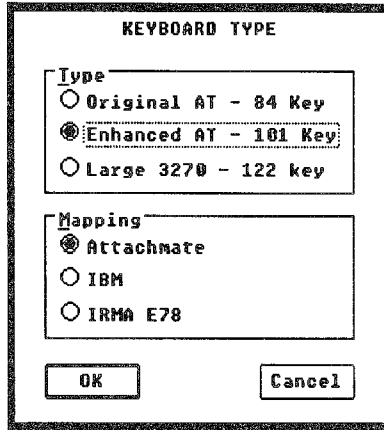 KEYBOARD TYPE
Type
Original AT - 84 Key
Enhanced AT - 101 Key
Large 3270 - 122 key
Mapping
Attachmate
IBM
IRMA E78
OK Cancel